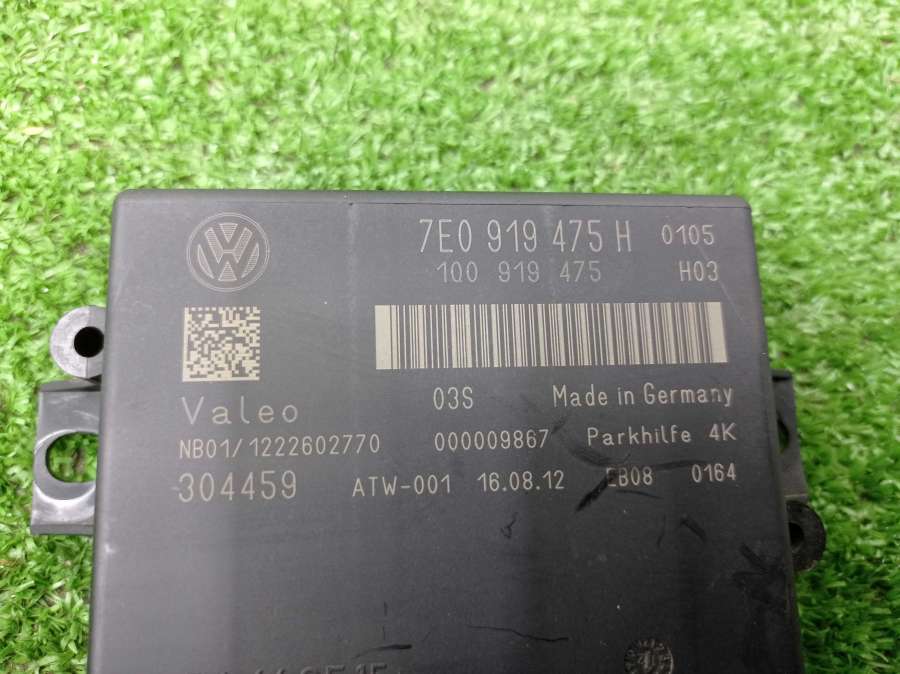 7E0 919 475 H 0105
1Q0 919 475 H03
Valeo 03S Made in Germany
NB01/1222602770 000009867 Parkhilfe 4K
304459 ATW-001 16.08.12 EB08 0164